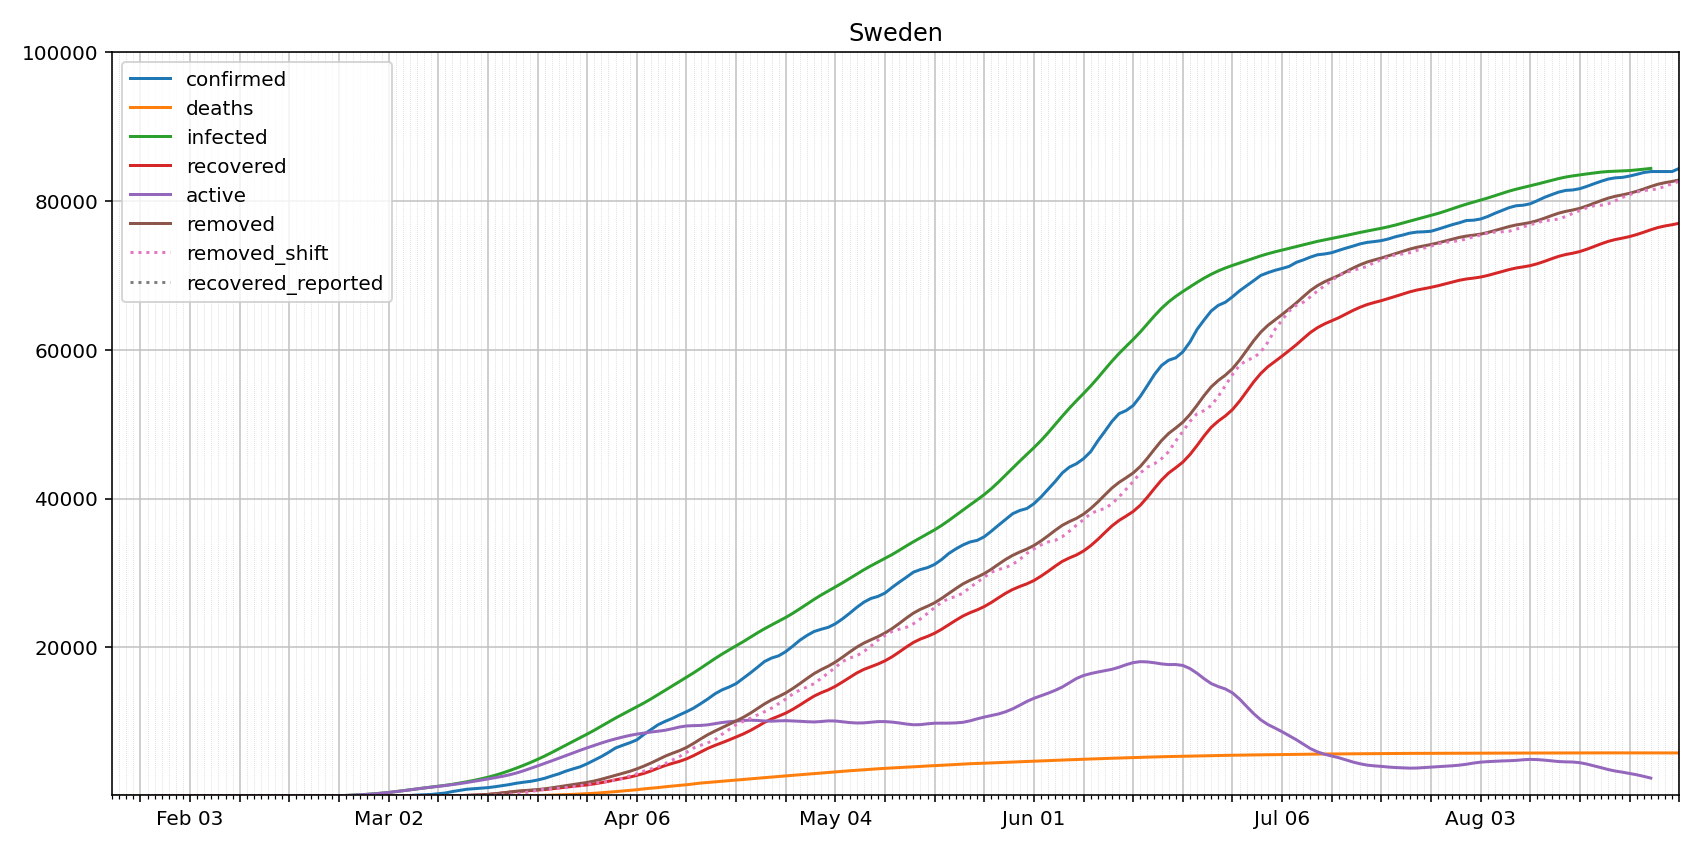 Sweden
100000
80000
60000
40000
20000
confirmed
deaths
infected
recovered
active
removed
removed_shift
recovered_reported
Feb 03
Mar 02
Apr 06
May 04
Jun 01
Jul 06
Aug 03